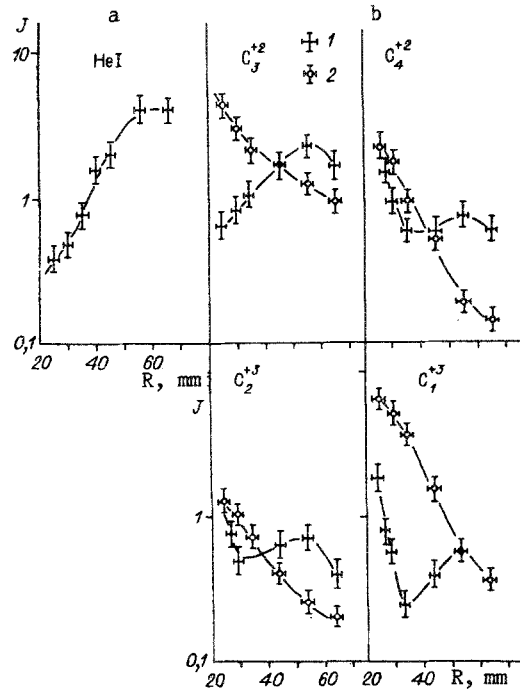 a b
J
10
HeI
C₃⁺²
1
2
C₄⁺²
1
0,1
20 40 60
R, mm
J
C₂⁺³
C₁⁺³
1
0,1
20 40 60 20 40 R, mm